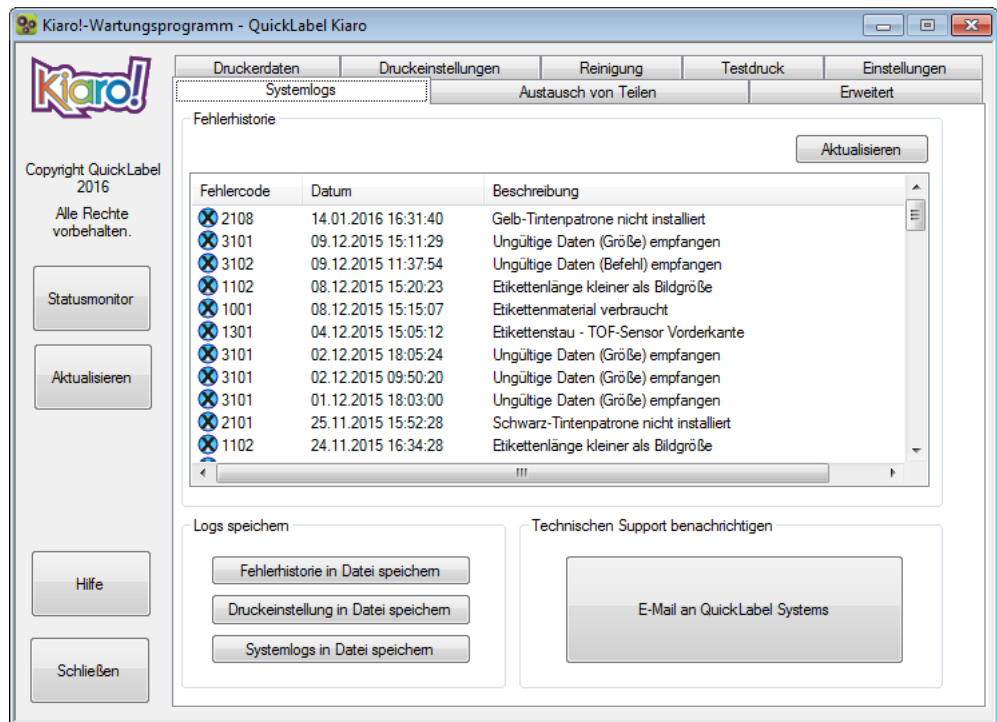 Kiaro!-Wartungsprogramm - QuickLabel Kiaro
Kiaro!
Copyright QuickLabel
2016
Alle Rechte
vorbehalten.
Statusmonitor
Aktualisieren
Hilfe
Schließen
Druckerdaten Druckeinstellungen Reinigung Testdruck Einstellungen
Systemlogs Austausch von Teilen Erweitert
Fehlerhistorie
Aktualisieren
Fehlercode Datum Beschreibung
2108 14.01.2016 16:31:40 Gelb-Tintenpatrone nicht installiert
3101 09.12.2015 15:11:29 Ungültige Daten (Größe) empfangen
3102 09.12.2015 11:37:54 Ungültige Daten (Befehl) empfangen
1102 08.12.2015 15:20:23 Etikettenlänge kleiner als Bildgröße
1001 08.12.2015 15:15:07 Etikettenmaterial verbraucht
1301 04.12.2015 15:05:12 Etikettenstau - TOF-Sensor Vorderkante
3101 02.12.2015 18:05:24 Ungültige Daten (Größe) empfangen
3101 02.12.2015 09:50:20 Ungültige Daten (Größe) empfangen
3101 01.12.2015 18:03:00 Ungültige Daten (Größe) empfangen
2101 25.11.2015 15:52:28 Schwarz-Tintenpatrone nicht installiert
1102 24.11.2015 16:34:28 Etikettenlänge kleiner als Bildgröße
Logs speichern
Fehlerhistorie in Datei speichern
Druckeinstellung in Datei speichern
Systemlogs in Datei speichern
Technischen Support benachrichtigen
E-Mail an QuickLabel Systems